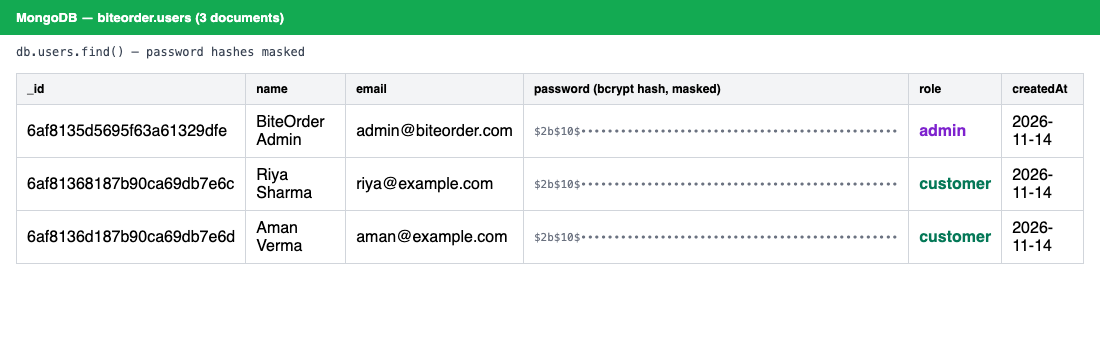 MongoDB — biteorder.users (3 documents)
db.users.find() — password hashes masked
_id name email password (bcrypt hash, masked) role createdAt
6af8135d5695f63a61329dfe BiteOrder Admin admin@biteorder.com $2b$10$•••••••••••••••••••••••••••••••••••••••••••••••• admin 2026-11-14
6af81368187b90ca69db7e6c Riya Sharma riya@example.com $2b$10$•••••••••••••••••••••••••••••••••••••••••••••••• customer 2026-11-14
6af8136d187b90ca69db7e6d Aman Verma aman@example.com $2b$10$•••••••••••••••••••••••••••••••••••••••••••••••• customer 2026-11-14